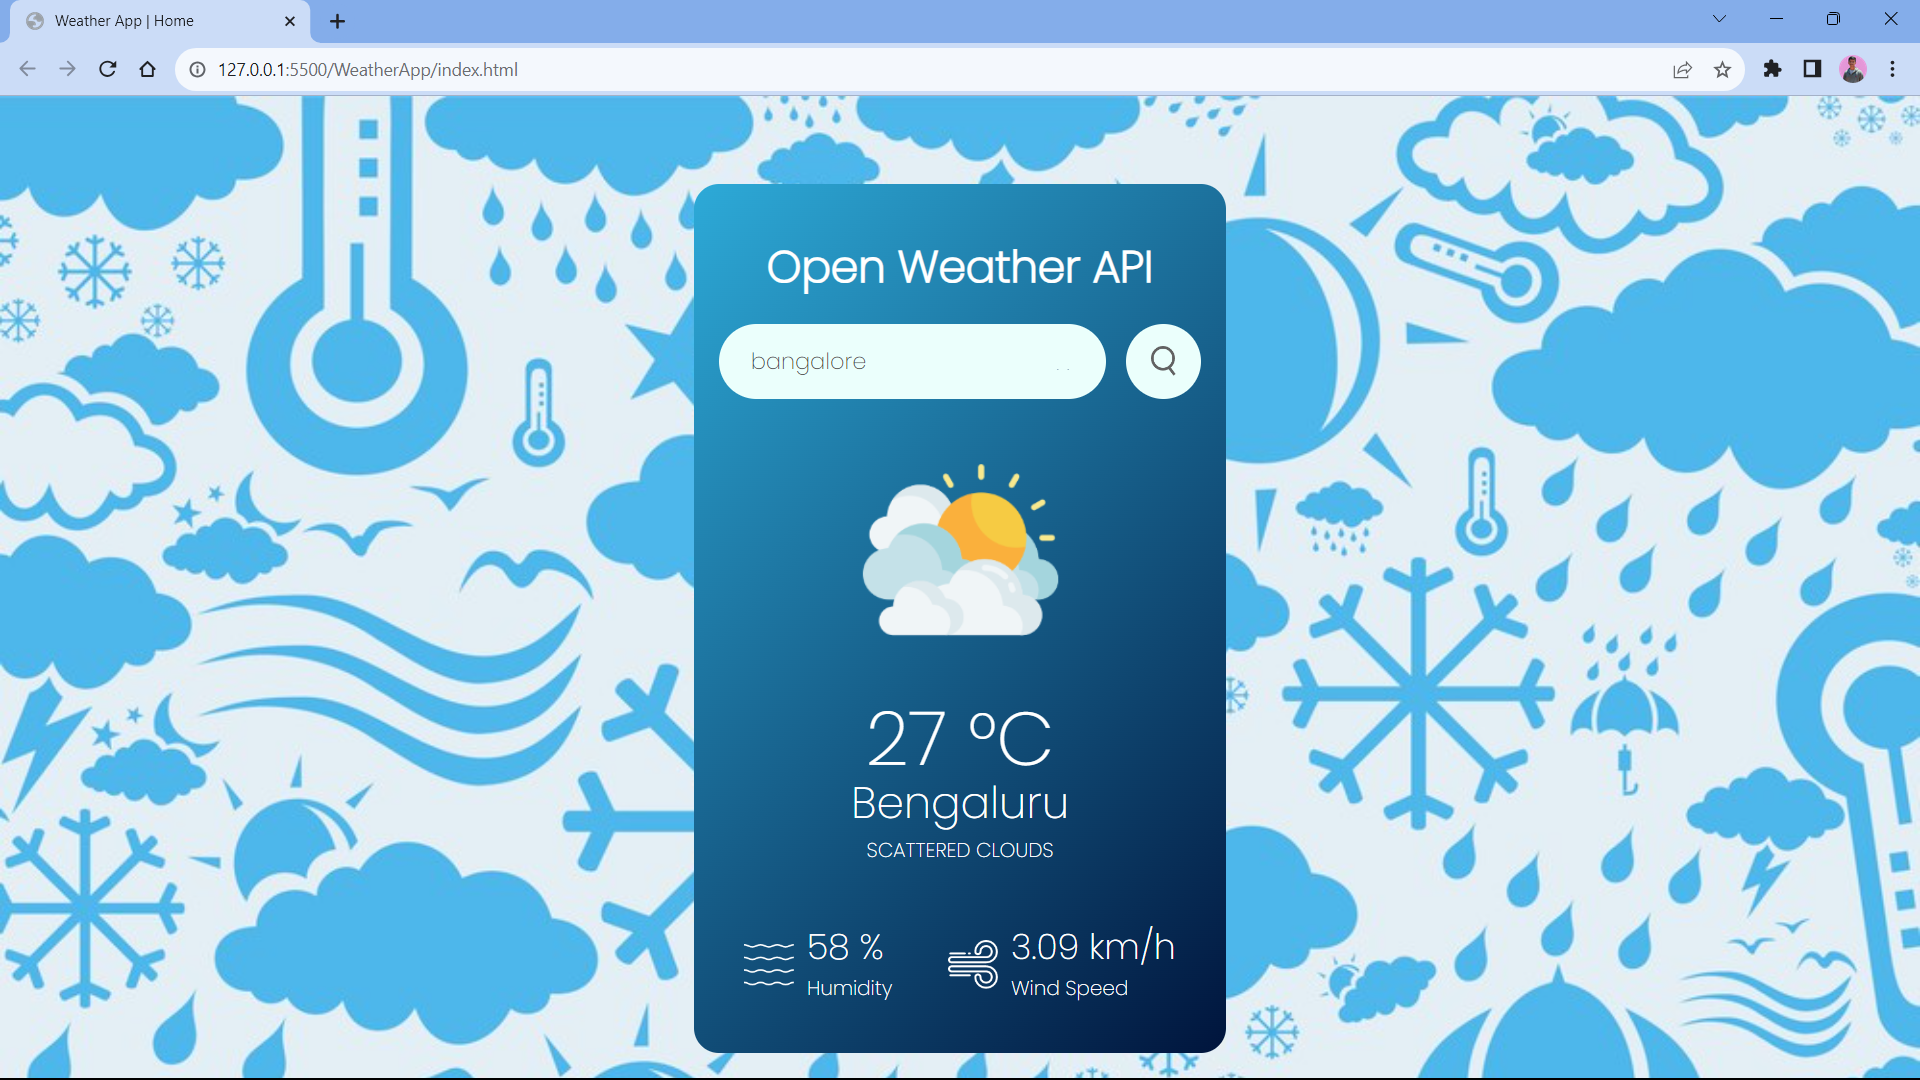 Weather App | Home
127.0.0.1:5500/WeatherApp/index.html
Open Weather API
bangalore
27 °C
Bengaluru
SCATTERED CLOUDS
58 %
Humidity
3.09 km/h
Wind Speed